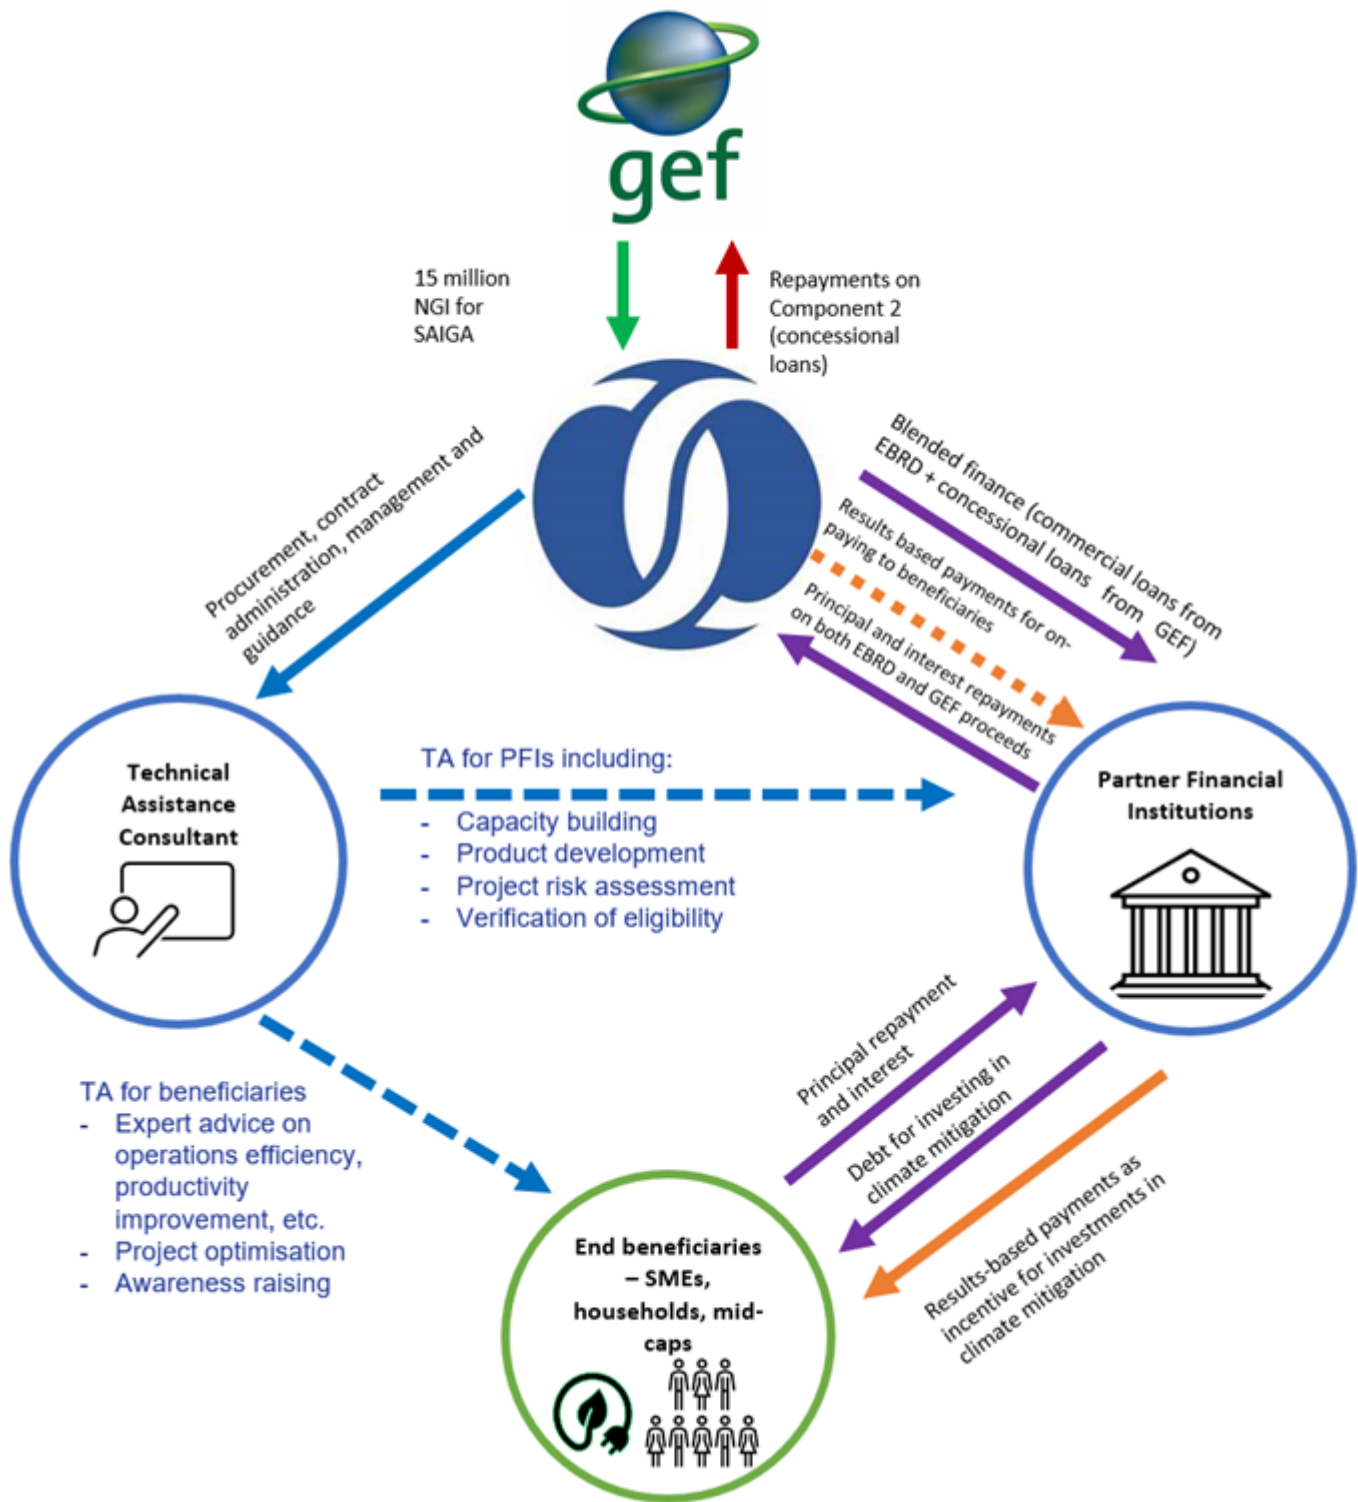 gef
15 million
NGI for
SAIGA
Repayments on
Component 2
(concessional
loans)
Procurement, contract
administration, management and
guidance
Blended finance (commercial loans from
EBRD + concessional loans from GEF)
Results based payments for on-
paying to beneficiaries
Principal and interest repayments
on both EBRD and GEF proceeds
Technical
Assistance
Consultant
TA for PFIs including:
- Capacity building
- Product development
- Project risk assessment
- Verification of eligibility
Partner Financial
Institutions
TA for beneficiaries
- Expert advice on
operations efficiency,
productivity
improvement, etc.
- Project optimisation
- Awareness raising
Principal repayment
and interest
Debt for investing in
climate mitigation
Results-based payments as
incentive for investments in
climate mitigation
End beneficiaries
– SMEs,
households, mid-
caps